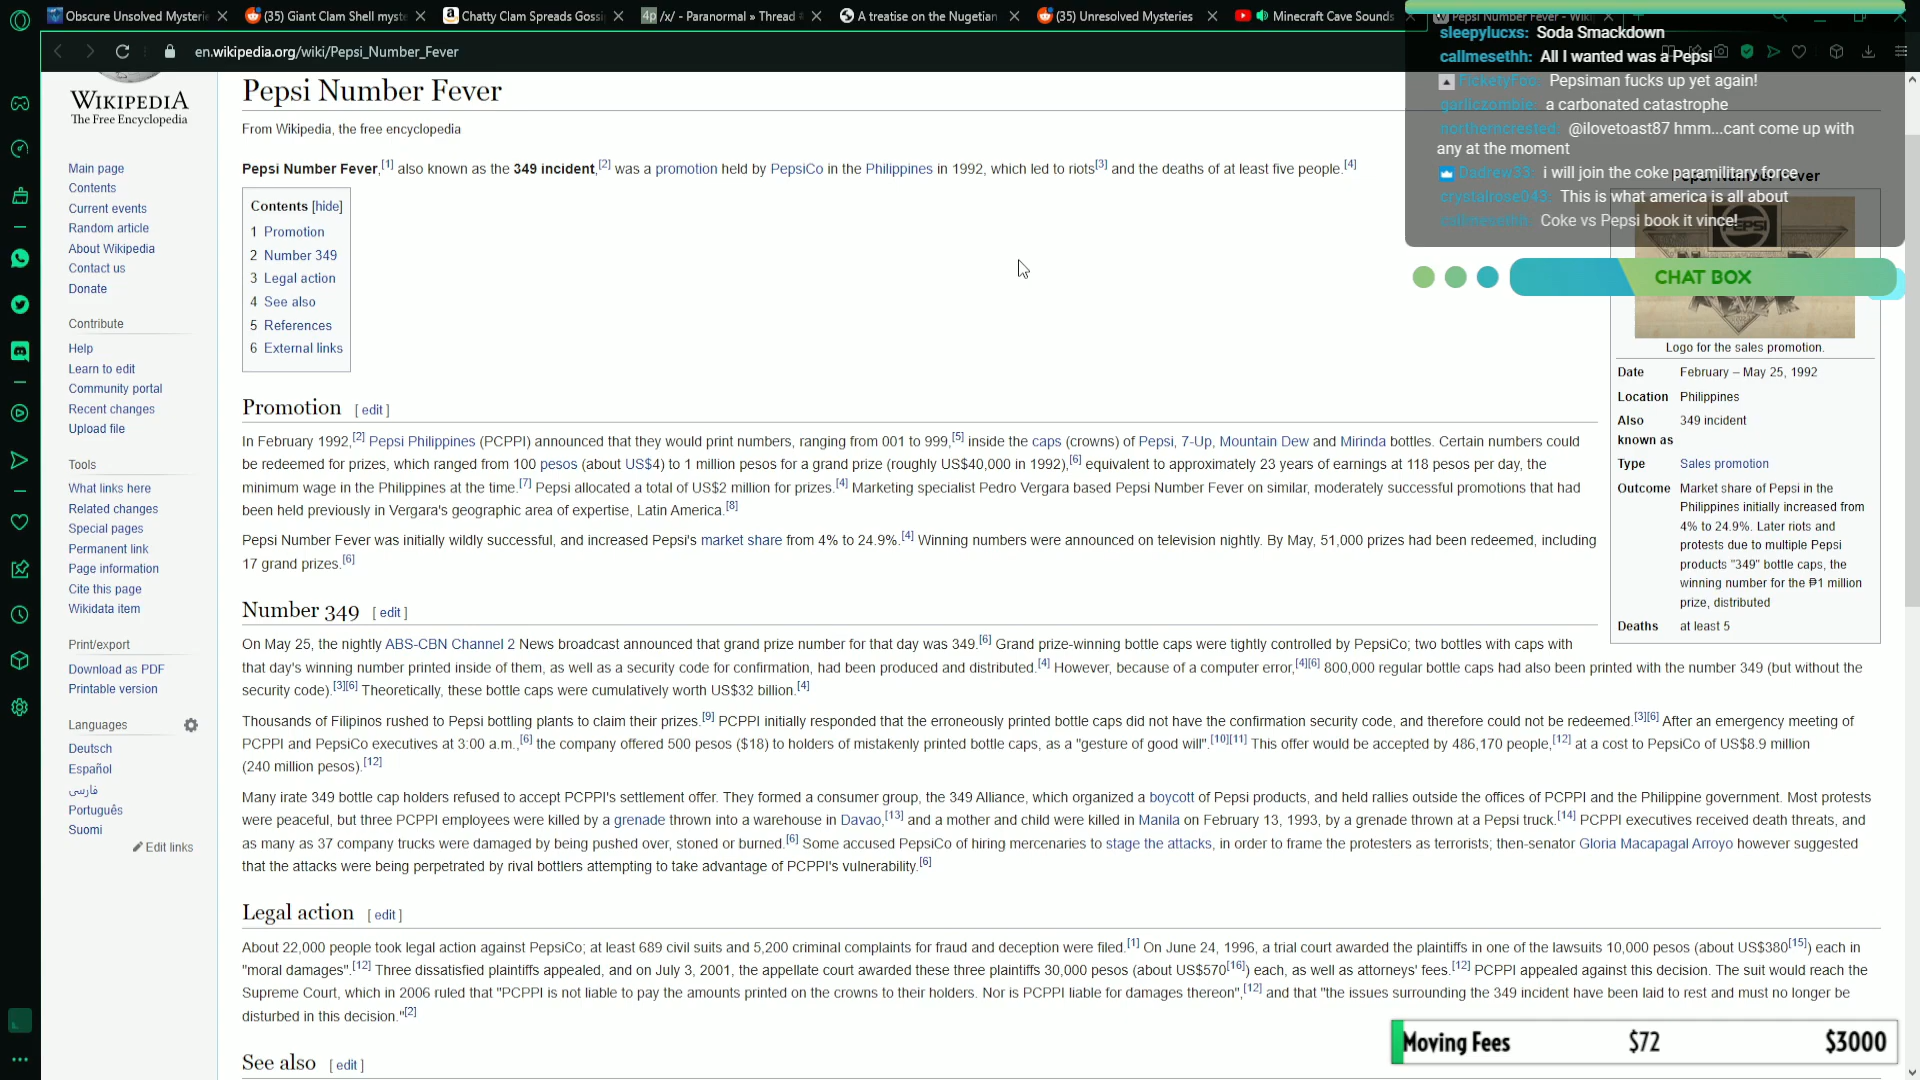 Obscure Unsolved Mysterie
(35) Giant Clam Shell myst
Chatty Clam Spreads Gossi
/x/ - Paranormal » Thread
A treatise on the Nugetian
(35) Unresolved Mysteries
Minecraft Cave Sounds
Pepsi Number Fever - Wiki
en.wikipedia.org/wiki/Pepsi_Number_Fever
sleepylucxs: Soda Smackdown
callmesethh: All I wanted was a Pepsi
Pepsiman fucks up yet again!
garliczombie: a carbonated catastrophe
northerncrested: @ilovetoast87 hmm...cant come up with
any at the moment
Dadrew33: i will join the coke paramilitary force
crystalrose043: This is what america is all about
callmesethh: Coke vs Pepsi book it vince!
CHAT BOX
WIKIPEDIA
The Free Encyclopedia
Main page
Contents
Current events
Random article
About Wikipedia
Contact us
Donate
Contribute
Help
Learn to edit
Community portal
Recent changes
Upload file
Tools
What links here
Related changes
Special pages
Permanent link
Page information
Cite this page
Wikidata item
Print/export
Download as PDF
Printable version
Languages
Deutsch
Español
فارسی
Português
Suomi
Edit links
Pepsi Number Fever
From Wikipedia, the free encyclopedia
Pepsi Number Fever,[1] also known as the 349 incident,[2] was a promotion held by PepsiCo in the Philippines in 1992, which led to riots[3] and the deaths of at least five people.[4]
Contents [hide]
1 Promotion
2 Number 349
3 Legal action
4 See also
5 References
6 External links
Pepsi Number Fever
PEPSI
Logo for the sales promotion.
Date February – May 25, 1992
Location Philippines
Also known as 349 incident
Type Sales promotion
Outcome Market share of Pepsi in the
Philippines initially increased from
4% to 24.9%. Later riots and
protests due to multiple Pepsi
products "349" bottle caps, the
winning number for the ₱1 million
prize, distributed
Deaths at least 5
Promotion [ edit ]
In February 1992,[2] Pepsi Philippines (PCPPI) announced that they would print numbers, ranging from 001 to 999,[5] inside the caps (crowns) of Pepsi, 7-Up, Mountain Dew and Mirinda bottles. Certain numbers could
be redeemed for prizes, which ranged from 100 pesos (about US$4) to 1 million pesos for a grand prize (roughly US$40,000 in 1992),[6] equivalent to approximately 23 years of earnings at 118 pesos per day, the
minimum wage in the Philippines at the time.[7] Pepsi allocated a total of US$2 million for prizes.[4] Marketing specialist Pedro Vergara based Pepsi Number Fever on similar, moderately successful promotions that had
been held previously in Vergara's geographic area of expertise, Latin America.[8]
Pepsi Number Fever was initially wildly successful, and increased Pepsi's market share from 4% to 24.9%.[4] Winning numbers were announced on television nightly. By May, 51,000 prizes had been redeemed, including
17 grand prizes.[6]
Number 349 [ edit ]
On May 25, the nightly ABS-CBN Channel 2 News broadcast announced that grand prize number for that day was 349.[6] Grand prize-winning bottle caps were tightly controlled by PepsiCo; two bottles with caps with
that day's winning number printed inside of them, as well as a security code for confirmation, had been produced and distributed.[4] However, because of a computer error,[4][6] 800,000 regular bottle caps had also been printed with the number 349 (but without the
security code).[3][6] Theoretically, these bottle caps were cumulatively worth US$32 billion.[4]
Thousands of Filipinos rushed to Pepsi bottling plants to claim their prizes.[9] PCPPI initially responded that the erroneously printed bottle caps did not have the confirmation security code, and therefore could not be redeemed.[3][6] After an emergency meeting of
PCPPI and PepsiCo executives at 3:00 a.m.,[6] the company offered 500 pesos ($18) to holders of mistakenly printed bottle caps, as a "gesture of good will".[10][11] This offer would be accepted by 486,170 people,[12] at a cost to PepsiCo of US$8.9 million
(240 million pesos).[12]
Many irate 349 bottle cap holders refused to accept PCPPI's settlement offer. They formed a consumer group, the 349 Alliance, which organized a boycott of Pepsi products, and held rallies outside the offices of PCPPI and the Philippine government. Most protests
were peaceful, but three PCPPI employees were killed by a grenade thrown into a warehouse in Davao,[13] and a mother and child were killed in Manila on February 13, 1993, by a grenade thrown at a Pepsi truck.[14] PCPPI executives received death threats, and
as many as 37 company trucks were damaged by being pushed over, stoned or burned.[6] Some accused PepsiCo of hiring mercenaries to stage the attacks, in order to frame the protesters as terrorists; then-senator Gloria Macapagal Arroyo however suggested
that the attacks were being perpetrated by rival bottlers attempting to take advantage of PCPPI's vulnerability.[6]
Legal action [ edit ]
About 22,000 people took legal action against PepsiCo; at least 689 civil suits and 5,200 criminal complaints for fraud and deception were filed.[1] On June 24, 1996, a trial court awarded the plaintiffs in one of the lawsuits 10,000 pesos (about US$380[15]) each in
"moral damages".[12] Three dissatisfied plaintiffs appealed, and on July 3, 2001, the appellate court awarded these three plaintiffs 30,000 pesos (about US$570[16]) each, as well as attorneys' fees.[12] PCPPI appealed against this decision. The suit would reach the
Supreme Court, which in 2006 ruled that "PCPPI is not liable to pay the amounts printed on the crowns to their holders. Nor is PCPPI liable for damages thereon",[12] and that "the issues surrounding the 349 incident have been laid to rest and must no longer be
disturbed in this decision."[2]
See also [ edit ]
Moving Fees $72 $3000